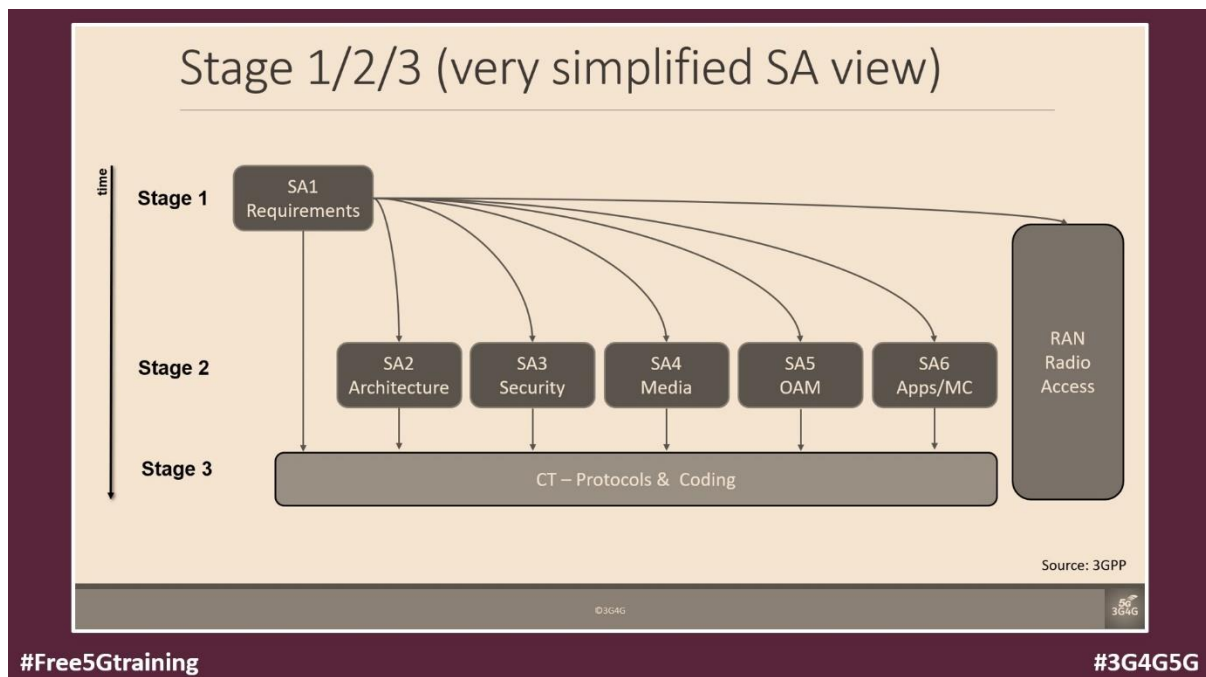 Stage 1/2/3 (very simplified SA view)
time
Stage 1
SA1
Requirements
Stage 2
SA2
Architecture
SA3
Security
SA4
Media
SA5
OAM
SA6
Apps/MC
RAN
Radio
Access
Stage 3
CT – Protocols & Coding
Source: 3GPP
©3G4G
5G
3G4G
#Free5Gtraining
#3G4G5G